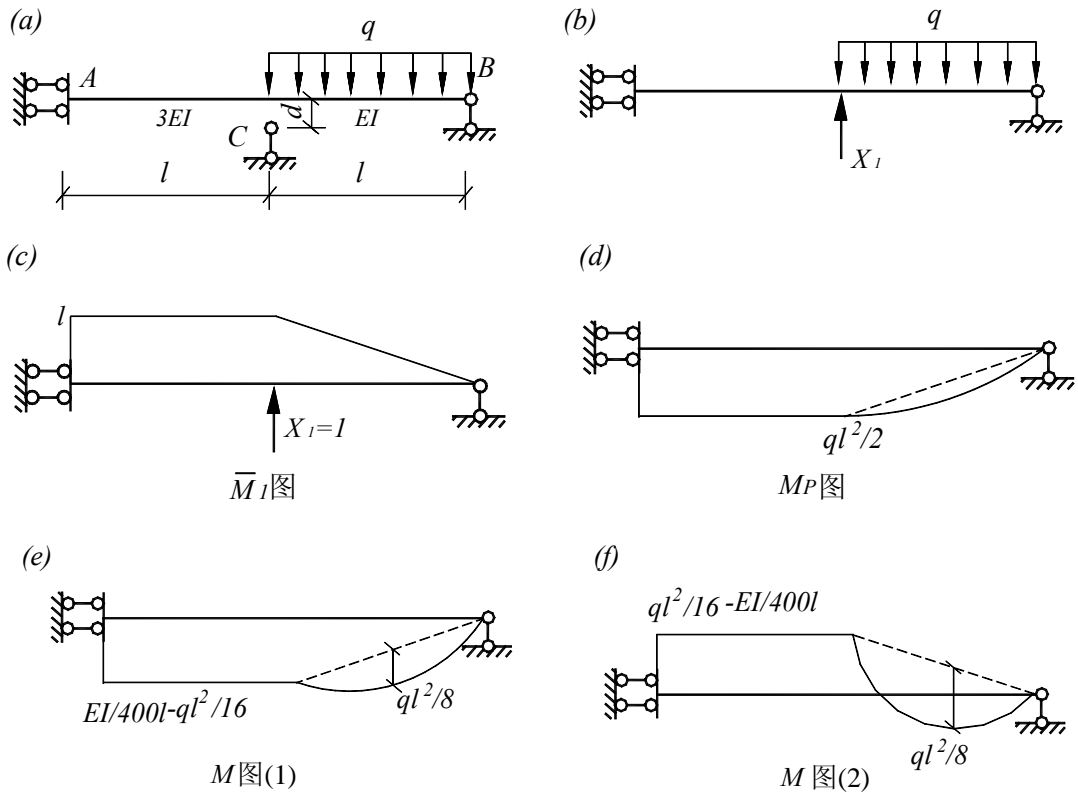 (a)
q
A
B
3EI
EI
d
C
l
l
(b)
q
X₁
(c)
l
X₁=1
M̅₁图
(d)
ql²/2
Mᴘ图
(e)
EI/400l-ql²/16
ql²/8
M图(1)
(f)
ql²/16-EI/400l
ql²/8
M图(2)